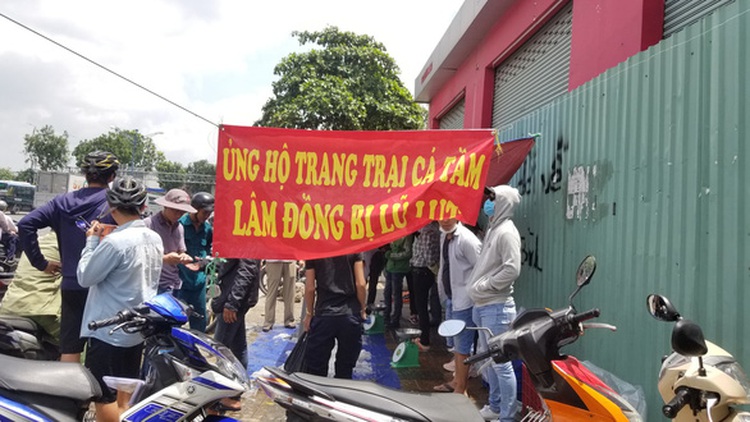 ỦNG HỘ TRANG TRẠI CÁ TẦM
LÂM ĐỒNG BỊ LŨ LỤT